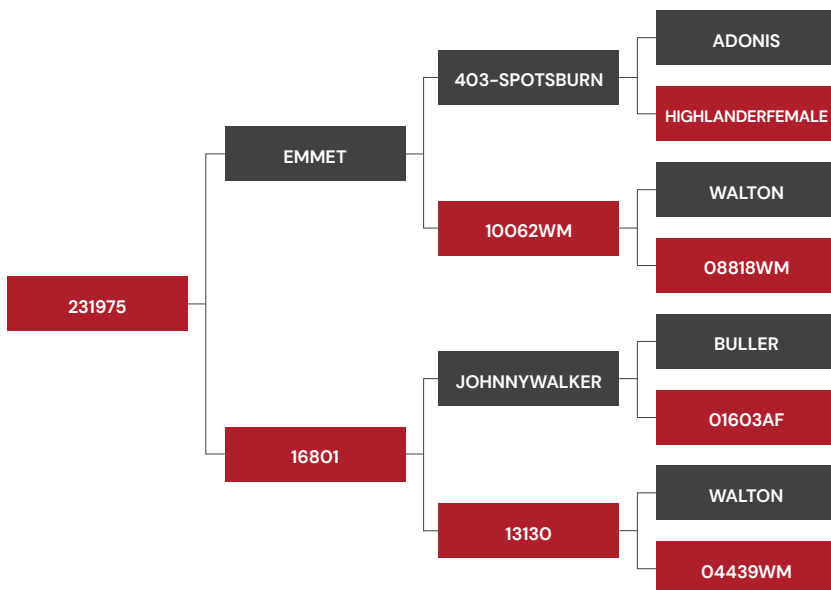 ADONIS
403-SPOTSBURN
HIGHLANDERFEMALE
EMMET
WALTON
10062WM
08818WM
231975
BULLER
JOHNNYWALKER
01603AF
16801
WALTON
13130
04439WM